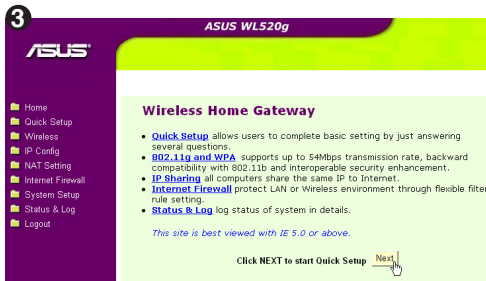 3
ASUS WL520g
ASUS
Home
Quick Setup
Wireless
IP Config
NAT Setting
Internet Firewall
System Setup
Status & Log
Logout
Wireless Home Gateway
• Quick Setup allows users to complete basic setting by just answering
several questions.
• 802.11g and WPA supports up to 54Mbps transmission rate, backward
compatibility with 802.11b and interoperable security enhancement.
• IP Sharing all computers share the same IP to Internet.
• Internet Firewall protect LAN or Wireless environment through flexible filter
rule setting.
• Status & Log log status of system in details.
This site is best viewed with IE 5.0 or above.
Click NEXT to start Quick Setup Next